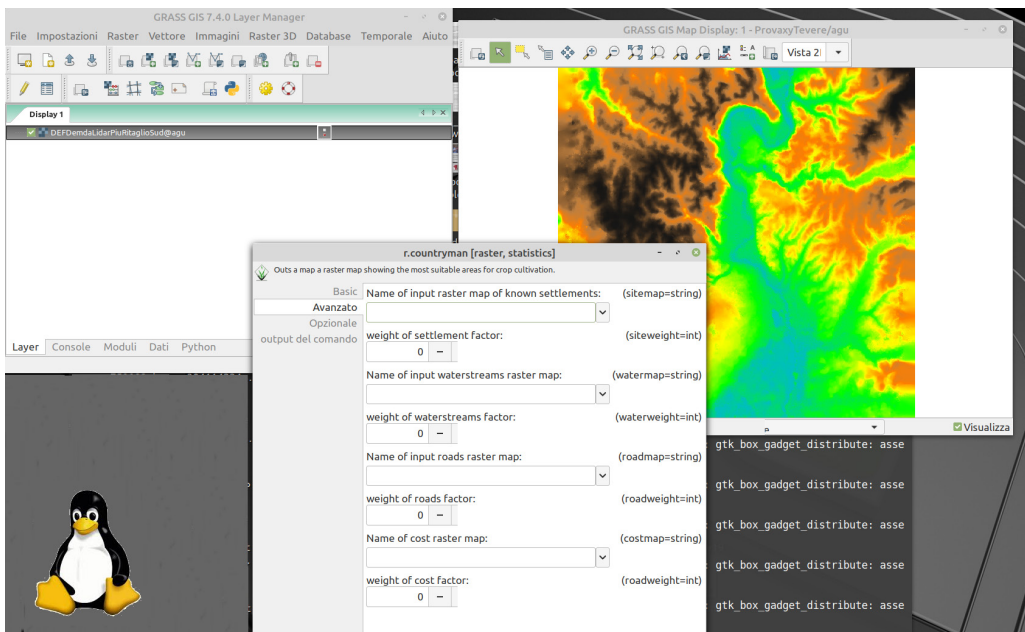 GRASS GIS 7.4.0 Layer Manager
File Impostazioni Raster Vettore Immagini Raster 3D Database Temporale Aiuto
Display 1
DEFDemdaLidarPiuRitaglioSud@agu
Layer Console Moduli Dati Python
GRASS GIS Map Display: 1 - ProvaxyTevere/agu
Vista 2
Visualizza
r.countryman [raster, statistics]
Outs a map a raster map showing the most suitable areas for crop cultivation.
Basic
Avanzato
Opzionale
output del comando
Name of input raster map of known settlements: (sitemap=string)
weight of settlement factor: (siteweight=int)
0 −
Name of input waterstreams raster map: (watermap=string)
weight of waterstreams factor: (waterweight=int)
0 −
Name of input roads raster map: (roadmap=string)
weight of roads factor: (roadweight=int)
0 −
Name of cost raster map: (costmap=string)
weight of cost factor: (roadweight=int)
0 −
gtk_box_gadget_distribute: asse
gtk_box_gadget_distribute: asse
gtk_box_gadget_distribute: asse
gtk_box_gadget_distribute: asse
gtk_box_gadget_distribute: asse